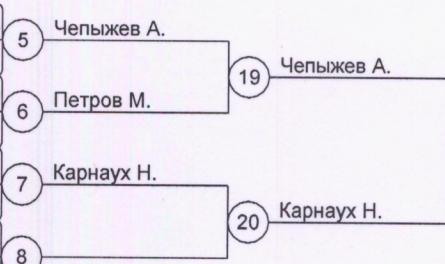 5 Чепыжев А.
19 Чепыжев А.
6 Петров М.
7 Карнаух Н.
20 Карнаух Н.
8